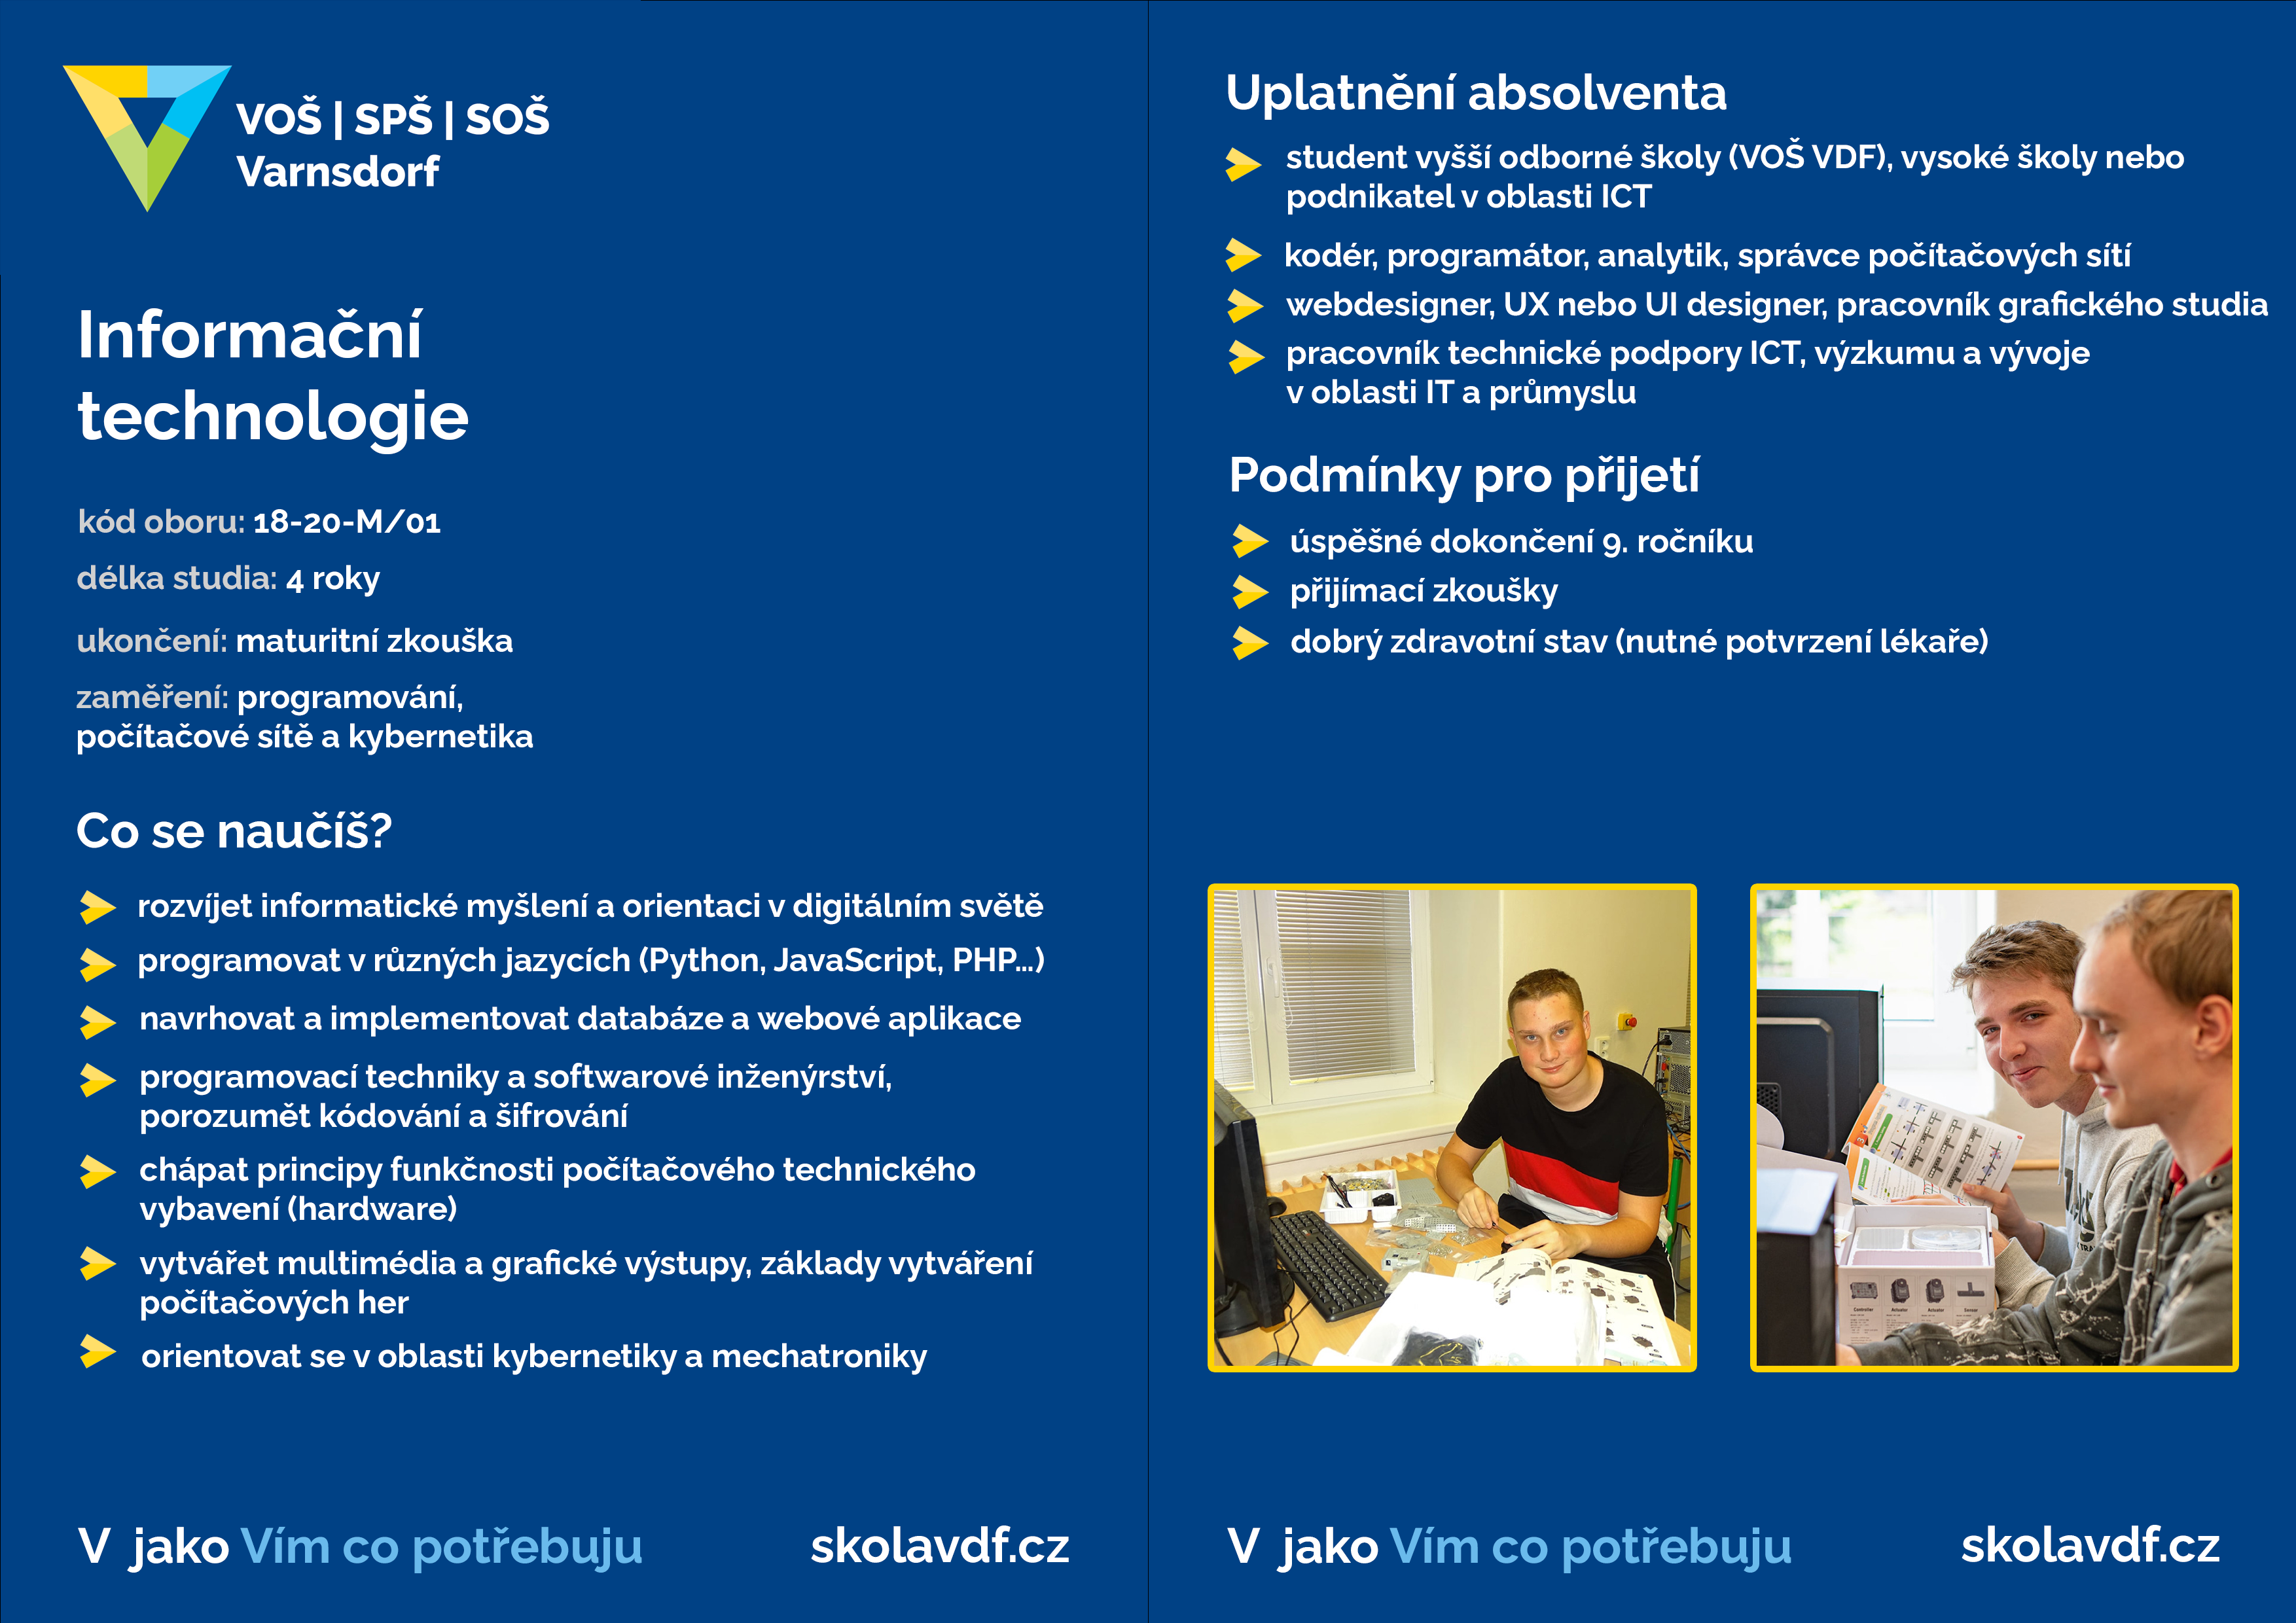 VOŠ | SPŠ | SOŠ
Varnsdorf
Informační
technologie
kód oboru: 18-20-M/01
délka studia: 4 roky
ukončení: maturitní zkouška
zaměření: programování,
počítačové sítě a kybernetika
Co se naučíš?
rozvíjet informatické myšlení a orientaci v digitálním světě
programovat v různých jazycích (Python, JavaScript, PHP...)
navrhovat a implementovat databáze a webové aplikace
programovací techniky a softwarové inženýrství,
porozumět kódování a šifrování
chápat principy funkčnosti počítačového technického
vybavení (hardware)
vytvářet multimédia a grafické výstupy, základy vytváření
počítačových her
orientovat se v oblasti kybernetiky a mechatroniky
V jako Vím co potřebuju
skolavdf.cz
Uplatnění absolventa
student vyšší odborné školy (VOŠ VDF), vysoké školy nebo
podnikatel v oblasti ICT
kodér, programátor, analytik, správce počítačových sítí
webdesigner, UX nebo UI designer, pracovník grafického studia
pracovník technické podpory ICT, výzkumu a vývoje
v oblasti IT a průmyslu
Podmínky pro přijetí
úspěšné dokončení 9. ročníku
přijímací zkoušky
dobrý zdravotní stav (nutné potvrzení lékaře)
Controller Actuator Actuator Sensor
V jako Vím co potřebuju
skolavdf.cz